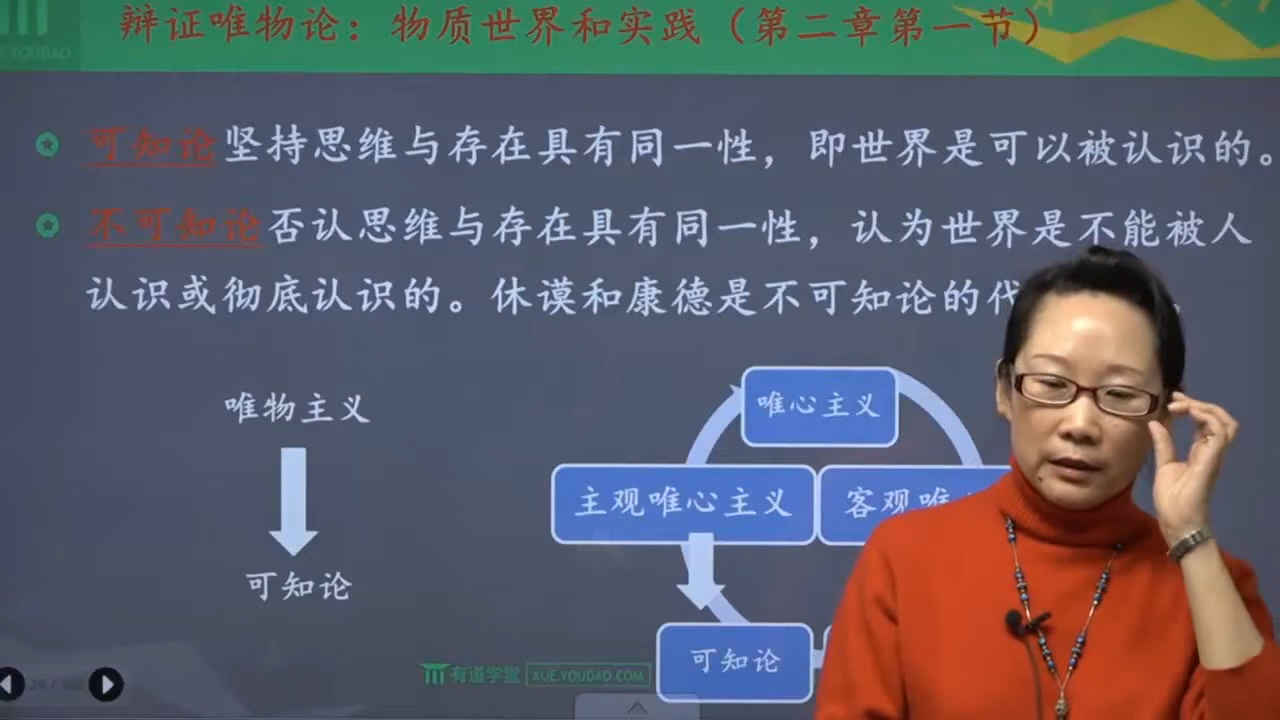 辩证唯物论：物质世界和实践（第二章第一节）
可知论坚持思维与存在具有同一性，即世界是可以被认识的。
不可知论否认思维与存在具有同一性，认为世界是不能被人
认识或彻底认识的。休谟和康德是不可知论的代
唯物主义
可知论
唯心主义
主观唯心主义
客观唯
可知论
有道学堂 XUE.YOUDAO.COM